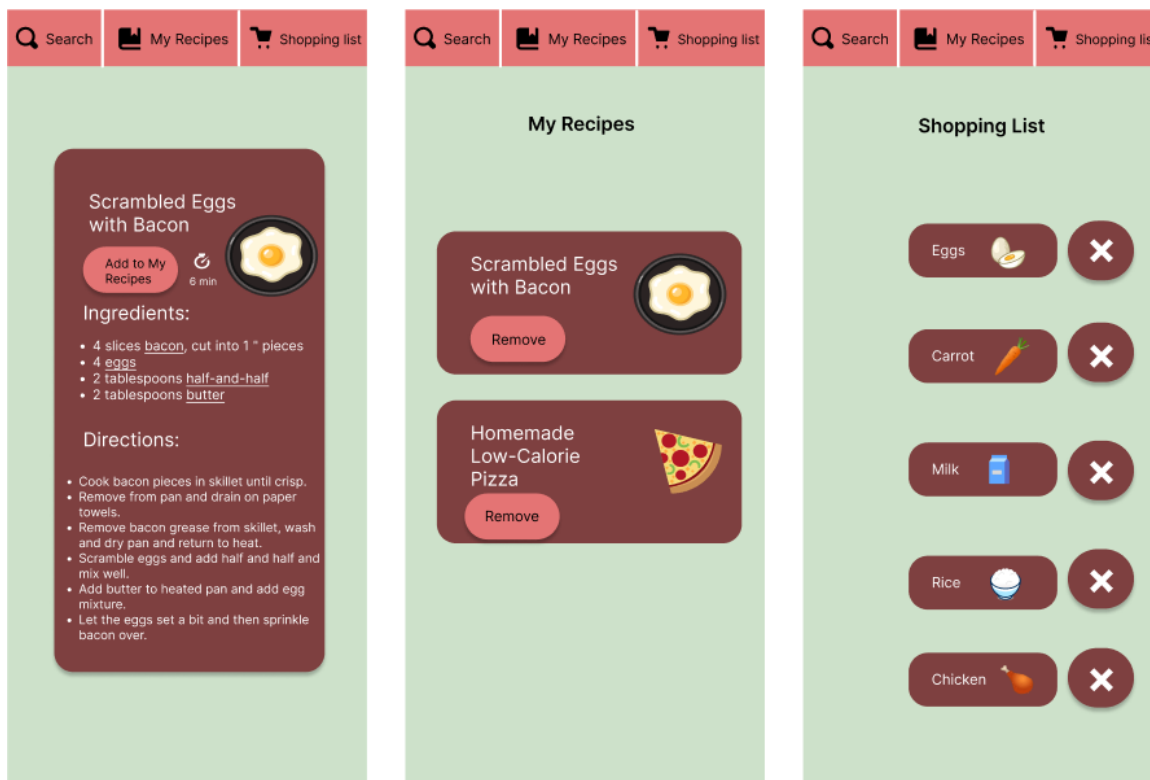 Search
My Recipes
Shopping list
Scrambled Eggs
with Bacon
Add to My
Recipes
6 min
Ingredients:
• 4 slices bacon, cut into 1 " pieces
• 4 eggs
• 2 tablespoons half-and-half
• 2 tablespoons butter
Directions:
• Cook bacon pieces in skillet until crisp.
• Remove from pan and drain on paper
towels.
• Remove bacon grease from skillet, wash
and dry pan and return to heat.
• Scramble eggs and add half and half and
mix well.
• Add butter to heated pan and add egg
mixture.
• Let the eggs set a bit and then sprinkle
bacon over.
Search
My Recipes
Shopping list
My Recipes
Scrambled Eggs
with Bacon
Remove
Homemade
Low-Calorie
Pizza
Remove
Search
My Recipes
Shopping lis
Shopping List
Eggs
Carrot
Milk
Rice
Chicken